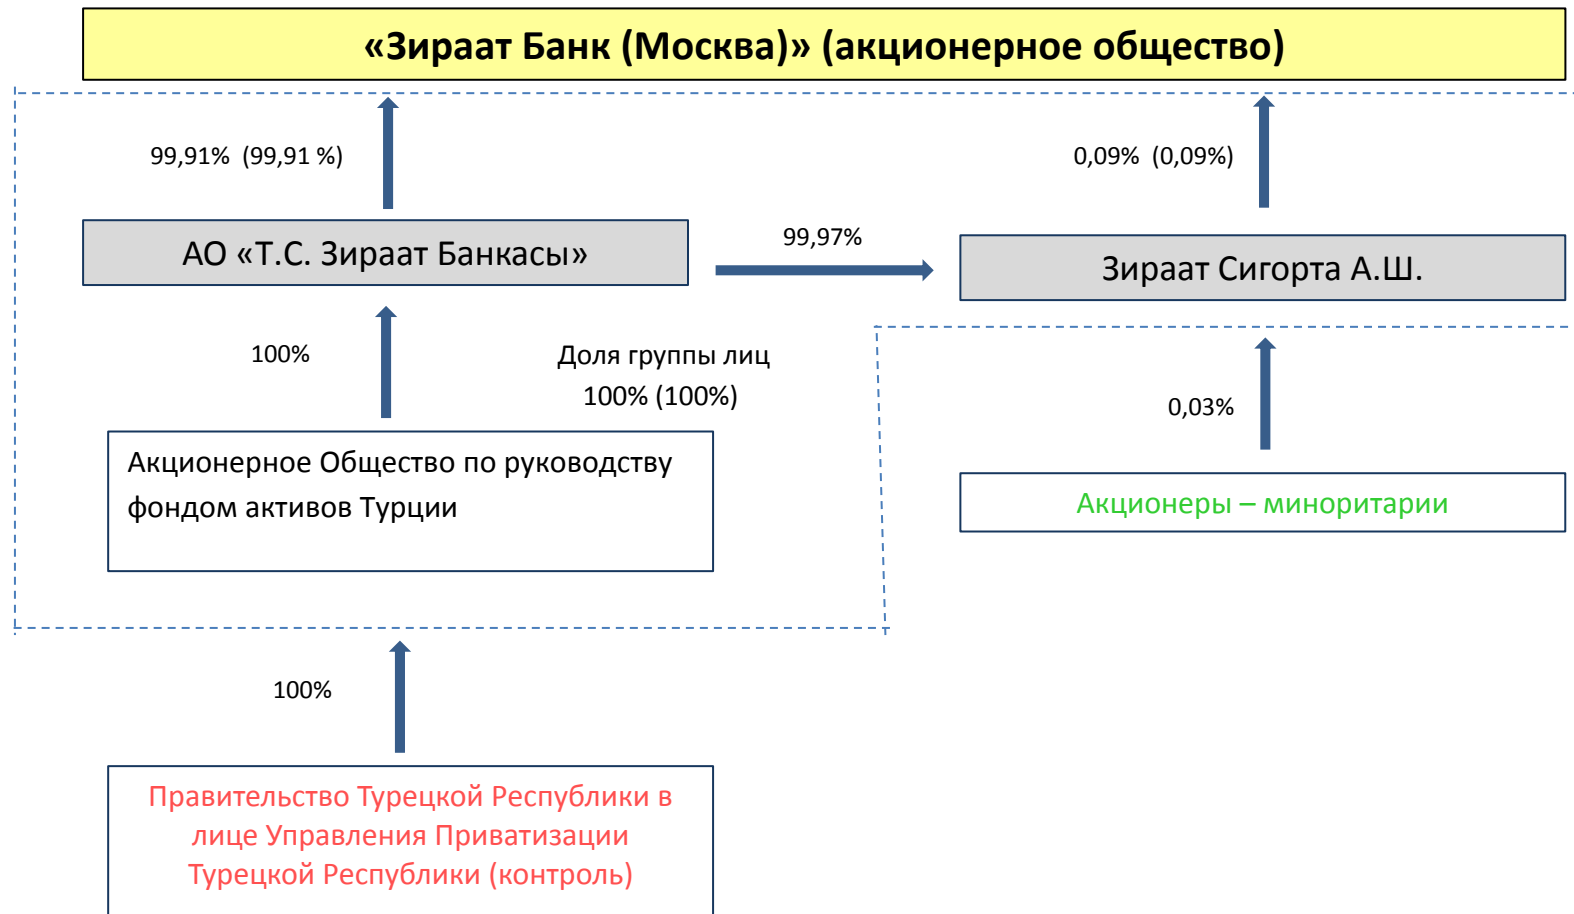 «Зираат Банк (Москва)» (акционерное общество)
99,91% (99,91 %)
0,09% (0,09%)
АО «Т.С. Зираат Банкасы»
99,97%
Зираат Сигорта А.Ш.
100%
Доля группы лиц
100% (100%)
0,03%
Акционерное Общество по руководству
фондом активов Турции
Акционеры – миноритарии
100%
Правительство Турецкой Республики в
лице Управления Приватизации
Турецкой Республики (контроль)